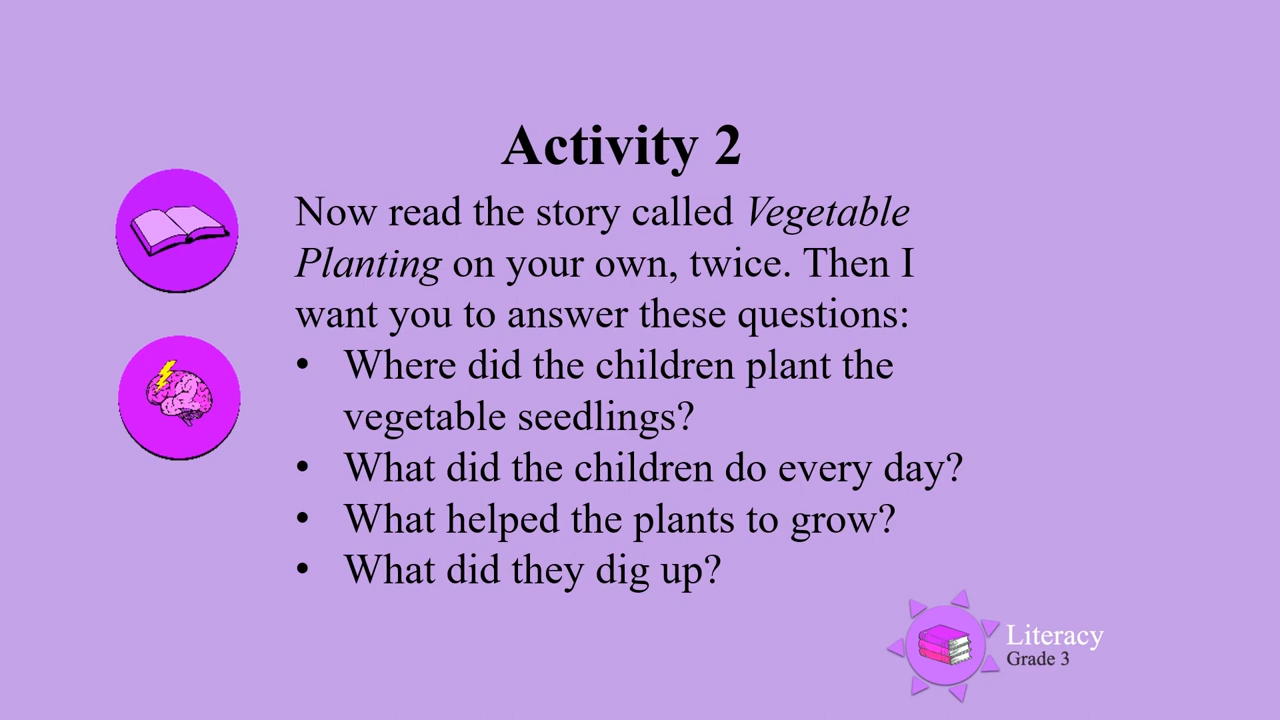 Activity 2
Now read the story called Vegetable
Planting on your own, twice. Then I
want you to answer these questions:
• Where did the children plant the
vegetable seedlings?
• What did the children do every day?
• What helped the plants to grow?
• What did they dig up?
Literacy
Grade 3